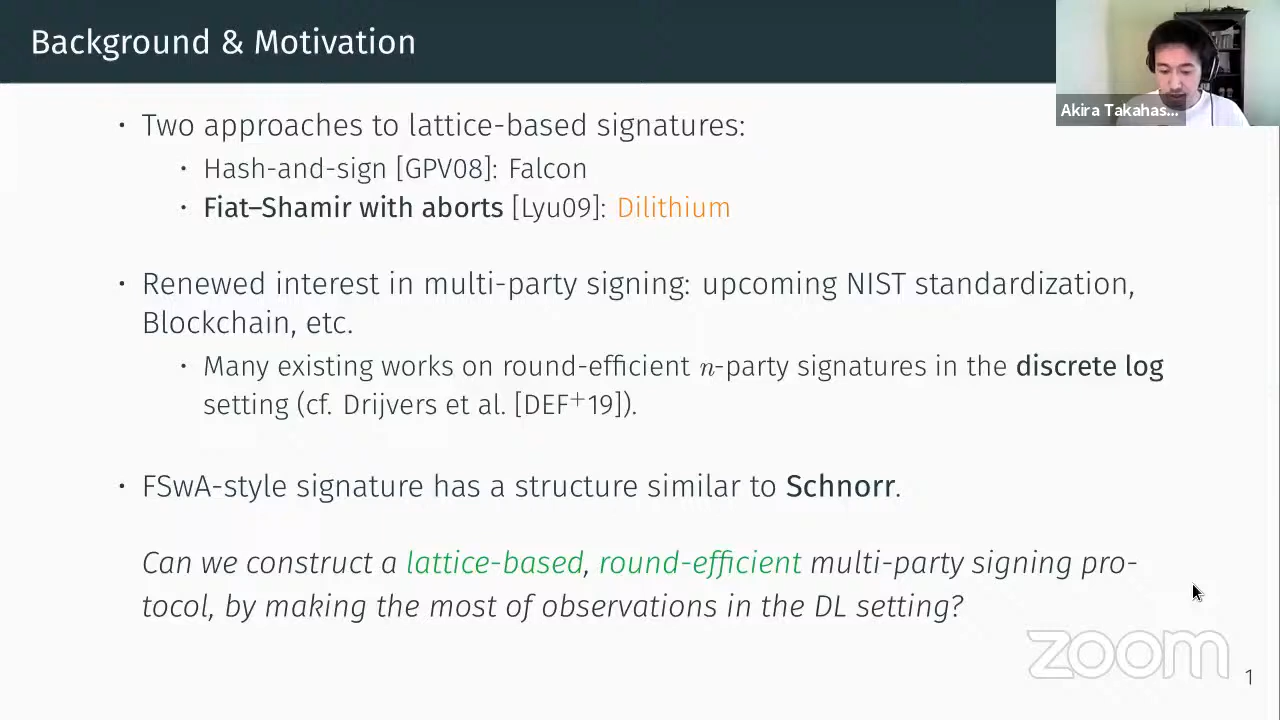 Background & Motivation
Akira Takahas...
• Two approaches to lattice-based signatures:
• Hash-and-sign [GPV08]: Falcon
• Fiat–Shamir with aborts [Lyu09]: Dilithium
• Renewed interest in multi-party signing: upcoming NIST standardization,
Blockchain, etc.
• Many existing works on round-efficient n-party signatures in the discrete log
setting (cf. Drijvers et al. [DEF⁺19]).
• FSwA-style signature has a structure similar to Schnorr.
Can we construct a lattice-based, round-efficient multi-party signing pro-
tocol, by making the most of observations in the DL setting?
zoom
1